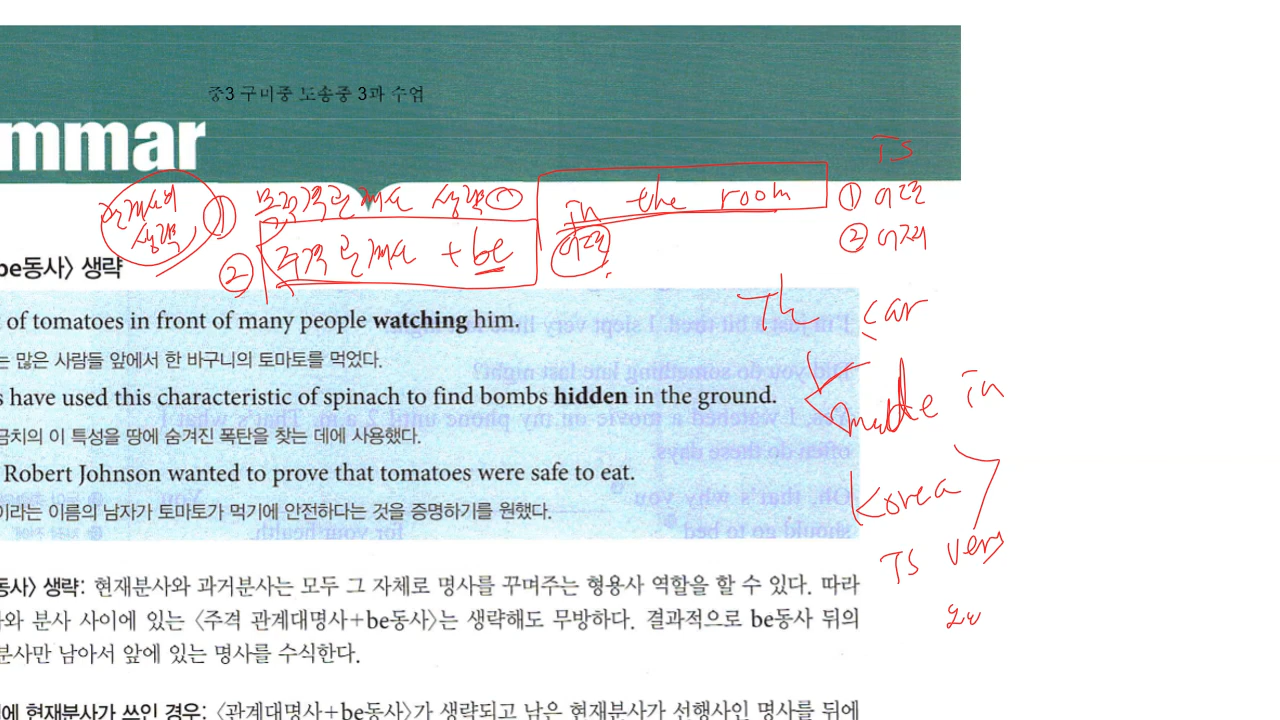 중3 구미중 도송중 3과 수업
mmar
is
관계사의
생략
① 목적격 관계사 생략
in the room
① 이다
② 주격 관계사 + be
be동사> 생략
of tomatoes in front of many people watching him.
The car
는 많은 사람들 앞에서 한 바구니의 토마토를 먹었다.
s have used this characteristic of spinach to find bombs hidden in the ground.
made in
금치의 이 특성을 땅에 숨겨진 폭탄을 찾는 데에 사용했다.
Robert Johnson wanted to prove that tomatoes were safe to eat.
Korea
이라는 이름의 남자가 토마토가 먹기에 안전하다는 것을 증명하기를 원했다.
is very
동사> 생략: 현재분사와 과거분사는 모두 그 자체로 명사를 꾸며주는 형용사 역할을 할 수 있다. 따라
와 분사 사이에 있는 <주격 관계대명사+be동사>는 생략해도 무방하다. 결과적으로 be동사 뒤의
분사만 남아서 앞에 있는 명사를 수식한다.
에 현재분사가 쓰인 경우: <관계대명사+be동사>가 생략되고 남은 현재분사가 선행사인 명사를 뒤에